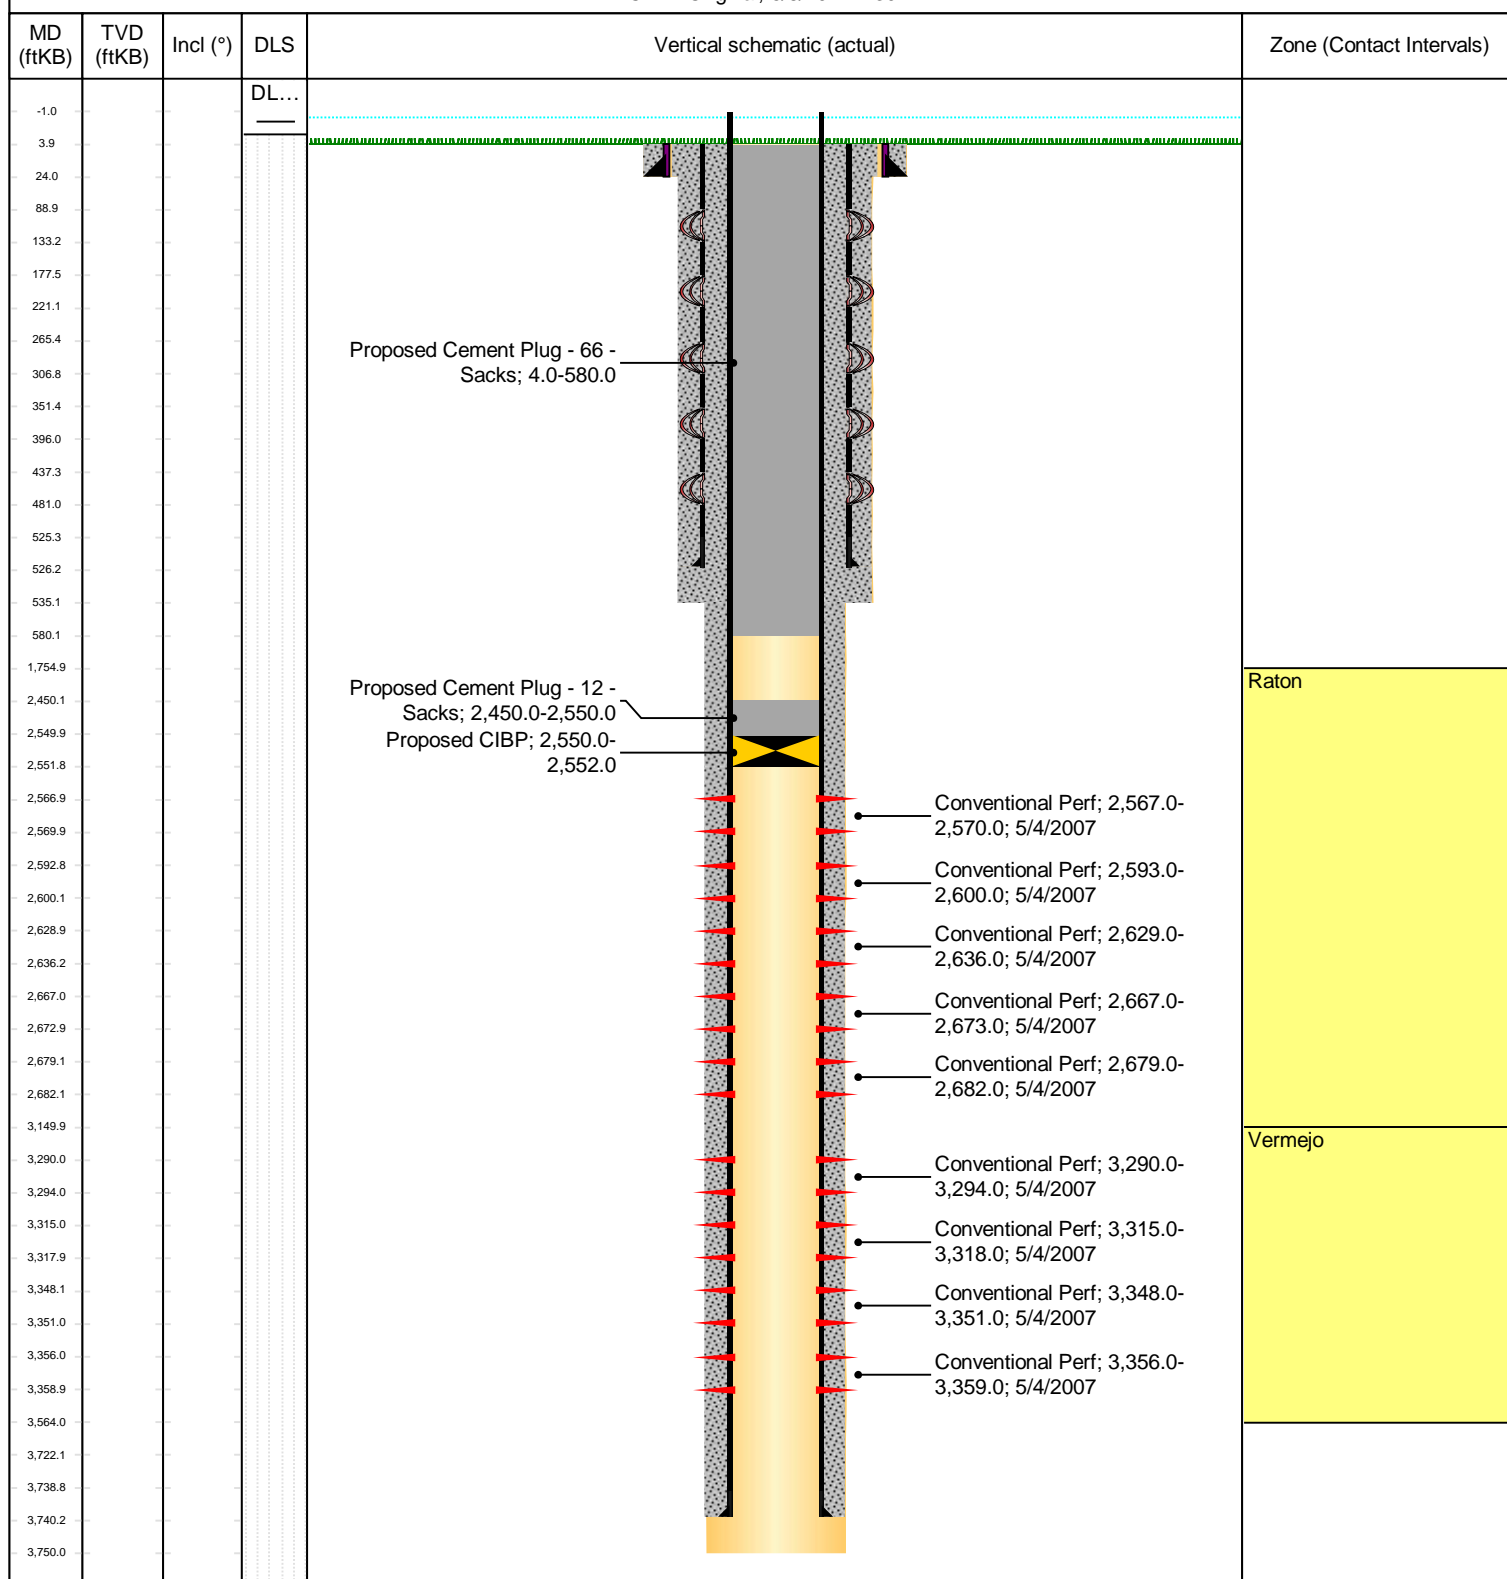 MD
(ftKB)
TVD
(ftKB)
Incl (°)
DLS
Vertical schematic (actual)
Zone (Contact Intervals)
DL…
-1.0
3.9
24.0
88.9
133.2
177.5
221.1
265.4
306.8
351.4
396.0
437.3
481.0
525.3
526.2
535.1
580.1
1,754.9
2,450.1
2,549.9
2,551.8
2,566.9
2,569.9
2,592.8
2,600.1
2,628.9
2,636.2
2,667.0
2,672.9
2,679.1
2,682.1
3,149.9
3,290.0
3,294.0
3,315.0
3,317.9
3,348.1
3,351.0
3,356.0
3,358.9
3,564.0
3,722.1
3,738.8
3,740.2
3,750.0
Proposed Cement Plug - 66 -
Sacks; 4.0-580.0
Proposed Cement Plug - 12 -
Sacks; 2,450.0-2,550.0
Proposed CIBP; 2,550.0-
2,552.0
Conventional Perf; 2,567.0-
2,570.0; 5/4/2007
Conventional Perf; 2,593.0-
2,600.0; 5/4/2007
Conventional Perf; 2,629.0-
2,636.0; 5/4/2007
Conventional Perf; 2,667.0-
2,673.0; 5/4/2007
Conventional Perf; 2,679.0-
2,682.0; 5/4/2007
Conventional Perf; 3,290.0-
3,294.0; 5/4/2007
Conventional Perf; 3,315.0-
3,318.0; 5/4/2007
Conventional Perf; 3,348.0-
3,351.0; 5/4/2007
Conventional Perf; 3,356.0-
3,359.0; 5/4/2007
Raton
Vermejo